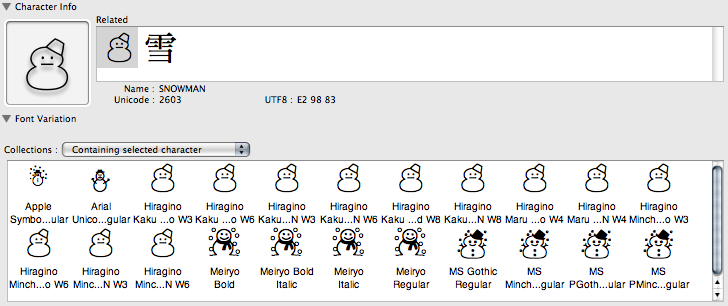 Character Info
Related
雪
Name : SNOWMAN
Unicode : 2603 UTF8 : E2 98 83
Font Variation
Collections : Containing selected character
Apple Arial Hiragino Hiragino Hiragino Hiragino Hiragino Hiragino Hiragino Hiragino Hiragino
Symbo...ular Unico...gular Kaku ...o W3 Kaku ...o W6 Kaku...N W3 Kaku...N W6 Kaku...d W8 Kaku...N W8 Maru ...o W4 Maru ...N W4 Minch...o W3
Hiragino Hiragino Hiragino Meiryo Meiryo Bold Meiryo Meiryo MS Gothic MS MS MS
Minch...o W6 Minc...N W3 Minc...N W6 Bold Italic Italic Regular Regular Minch...gular PGoth...ular PMinc...gular